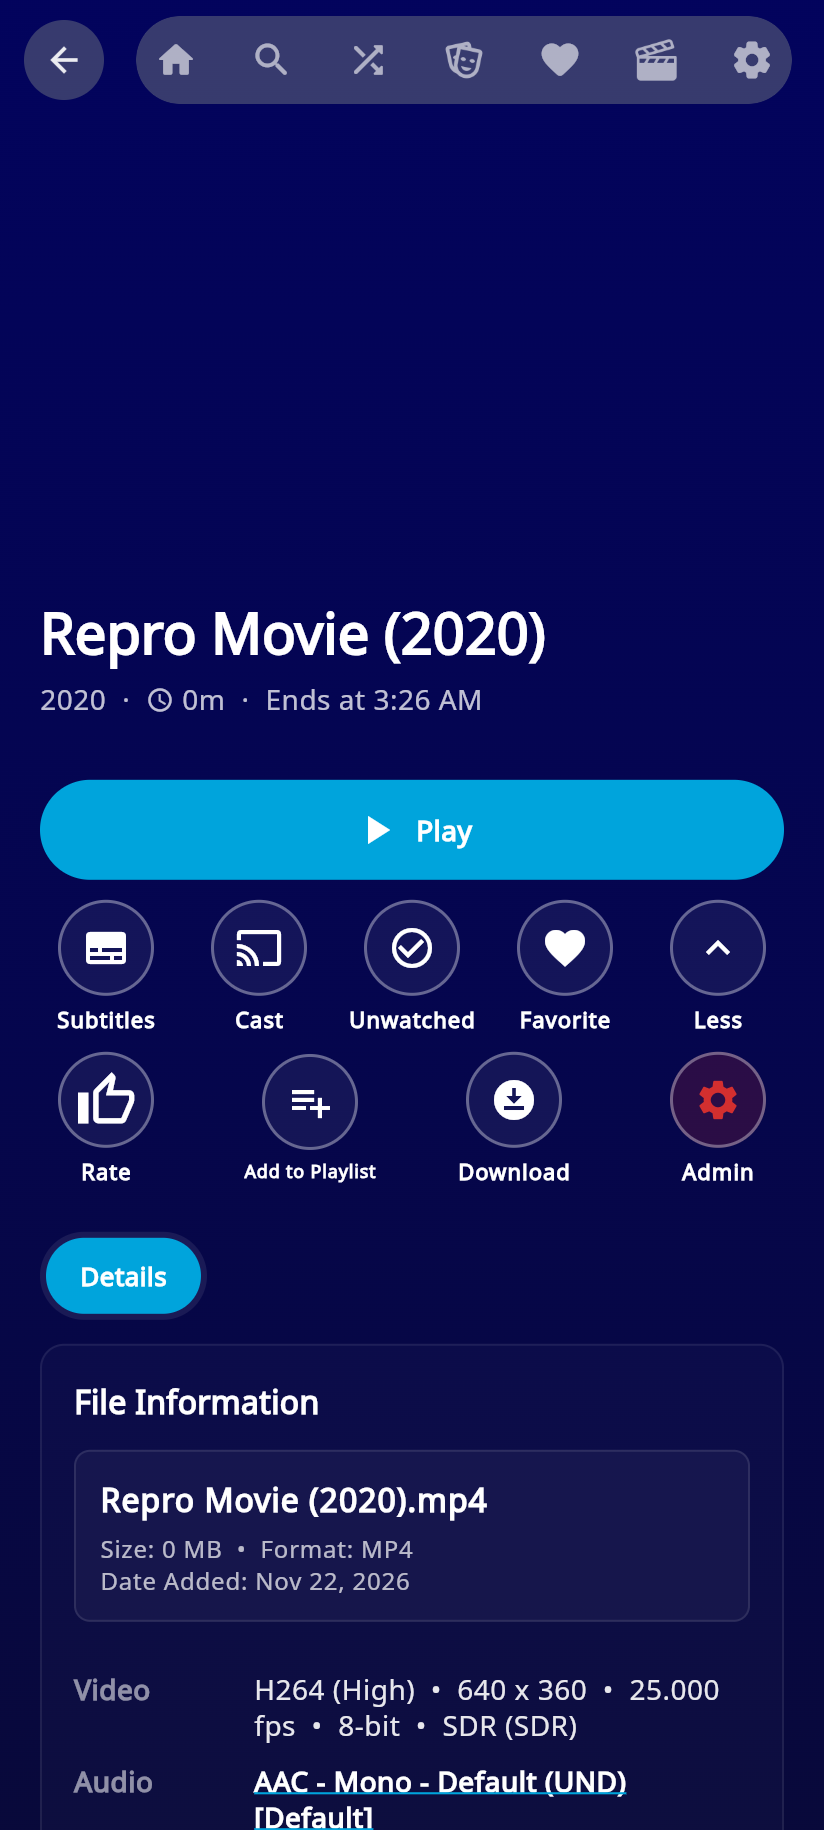 Repro Movie (2020)
2020 · 0m · Ends at 3:26 AM
Play
Subtitles Cast Unwatched Favorite Less
Rate Add to Playlist Download Admin
Details
File Information
Repro Movie (2020).mp4
Size: 0 MB • Format: MP4
Date Added: Nov 22, 2026
Video H264 (High) • 640 x 360 • 25.000
fps • 8-bit • SDR (SDR)
Audio AAC - Mono - Default (UND)
[Default]